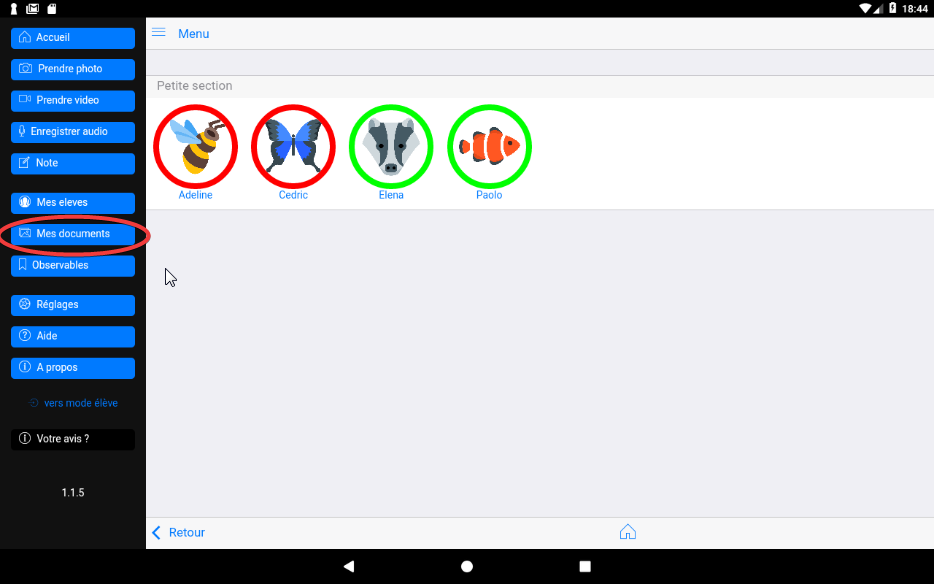 18:44
Accueil
Prendre photo
Prendre video
Enregistrer audio
Note
Mes eleves
Mes documents
Observables
Réglages
Aide
A propos
vers mode élève
Votre avis ?
1.1.5
Menu
Petite section
Adeline
Cedric
Elena
Paolo
Retour